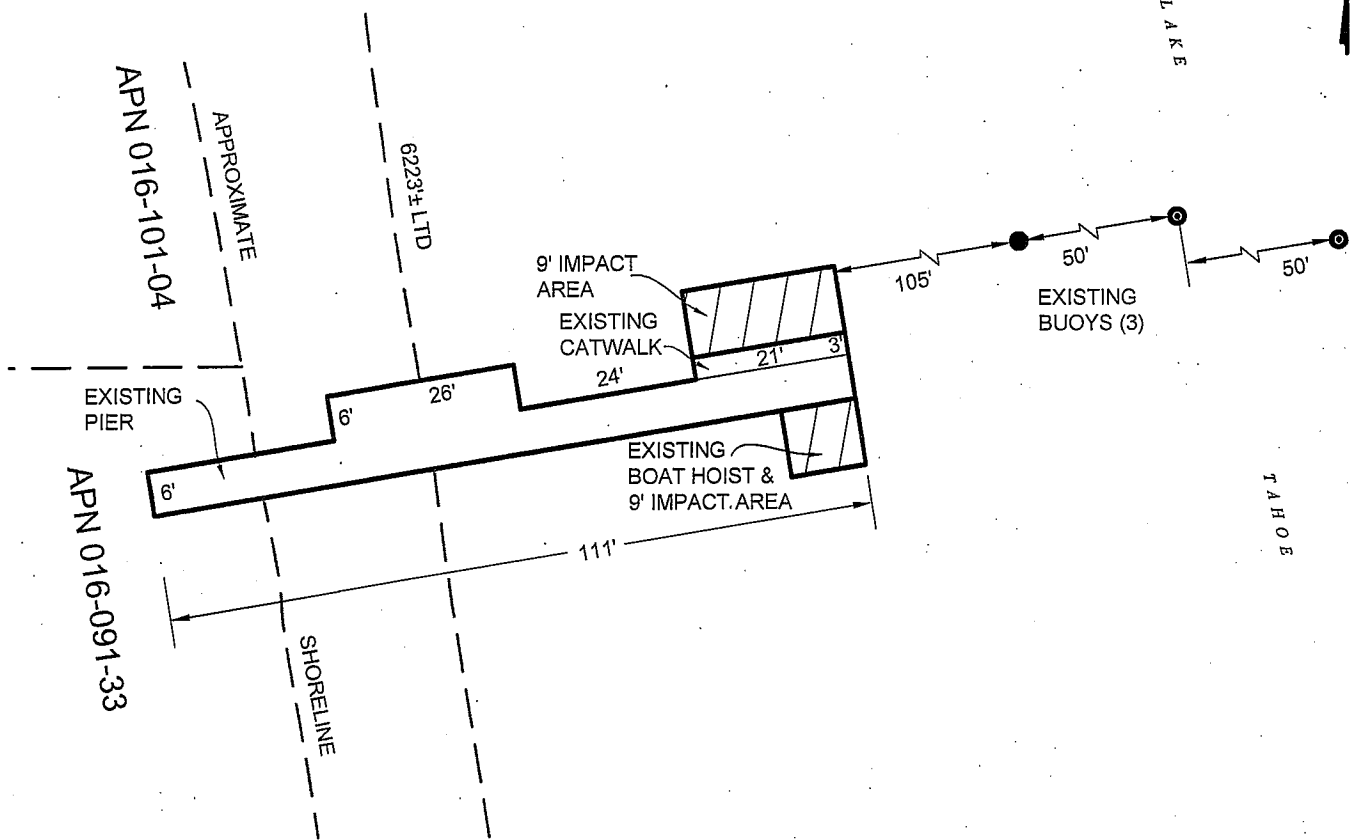 LAKE
APN 016-101-04
APPROXIMATE
6223'± LTD
9' IMPACT
AREA
105'
50'
50'
EXISTING
BUOYS (3)
EXISTING
CATWALK
21'
3'
24'
26'
6'
EXISTING
PIER
6'
EXISTING
BOAT HOIST &
9' IMPACT.AREA
APN 016-091-33
111'
SHORELINE
TAHOE